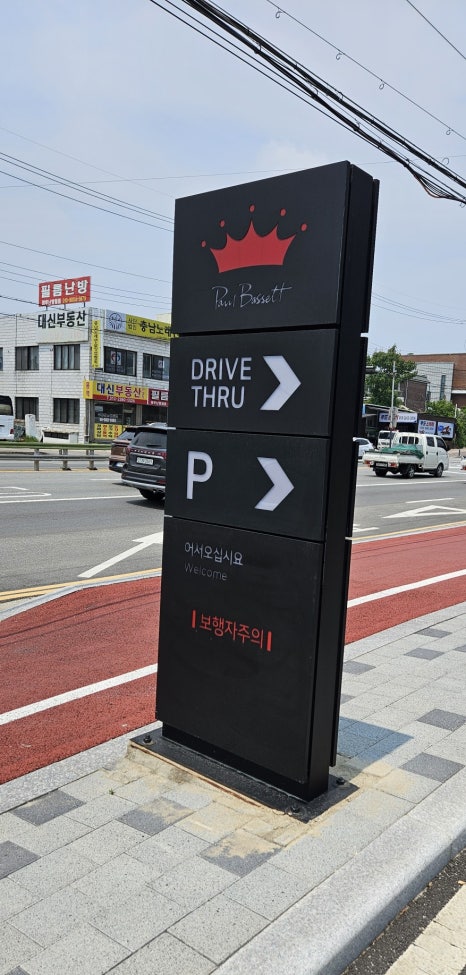 Paul Bassett
DRIVE
THRU
P
어서오십시요
Welcome
보행자주의
필름난방
대신부동산
충남노래
대신부동산